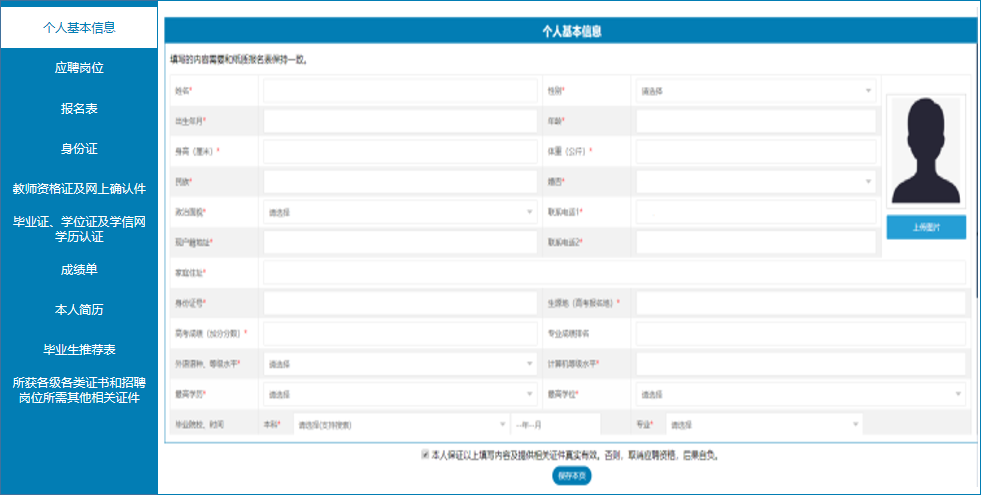 个人基本信息
应聘岗位
报名表
身份证
教师资格证及网上确认件
毕业证、学位证及学信网
学历认证
成绩单
本人简历
毕业生推荐表
所获各级各类证书和招聘
岗位所需其他相关证件
个人基本信息
填写的内容需要和纸质报名表保持一致。
姓名* 性别* 请选择
出生年月* 年龄*
身高（厘米）* 体重（公斤）*
民族* 婚否*
政治面貌* 请选择 联系电话1*
现户籍地址* 联系电话2*
上传图片
家庭住址*
身份证号* 生源地（高考报名地）*
高考成绩（加分分数）* 专业成绩排名
外语语种、等级水平* 请选择 计算机等级水平*
最高学历* 请选择 最高学位* 请选择
毕业院校、时间 本科* 请选择(支持搜索) --年--月 专业* 请选择
本人保证以上填写内容及提供相关证件真实有效。否则，取消应聘资格，后果自负。
保存本页